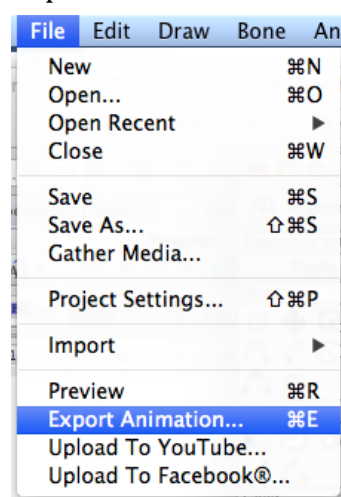 File Edit Draw Bone An
New ⌘N
Open... ⌘O
Open Recent ▶
Close ⌘W
Save ⌘S
Save As... ⇧⌘S
Gather Media...
Project Settings... ⇧⌘P
Import ▶
Preview ⌘R
Export Animation... ⌘E
Upload To YouTube...
Upload To Facebook®...